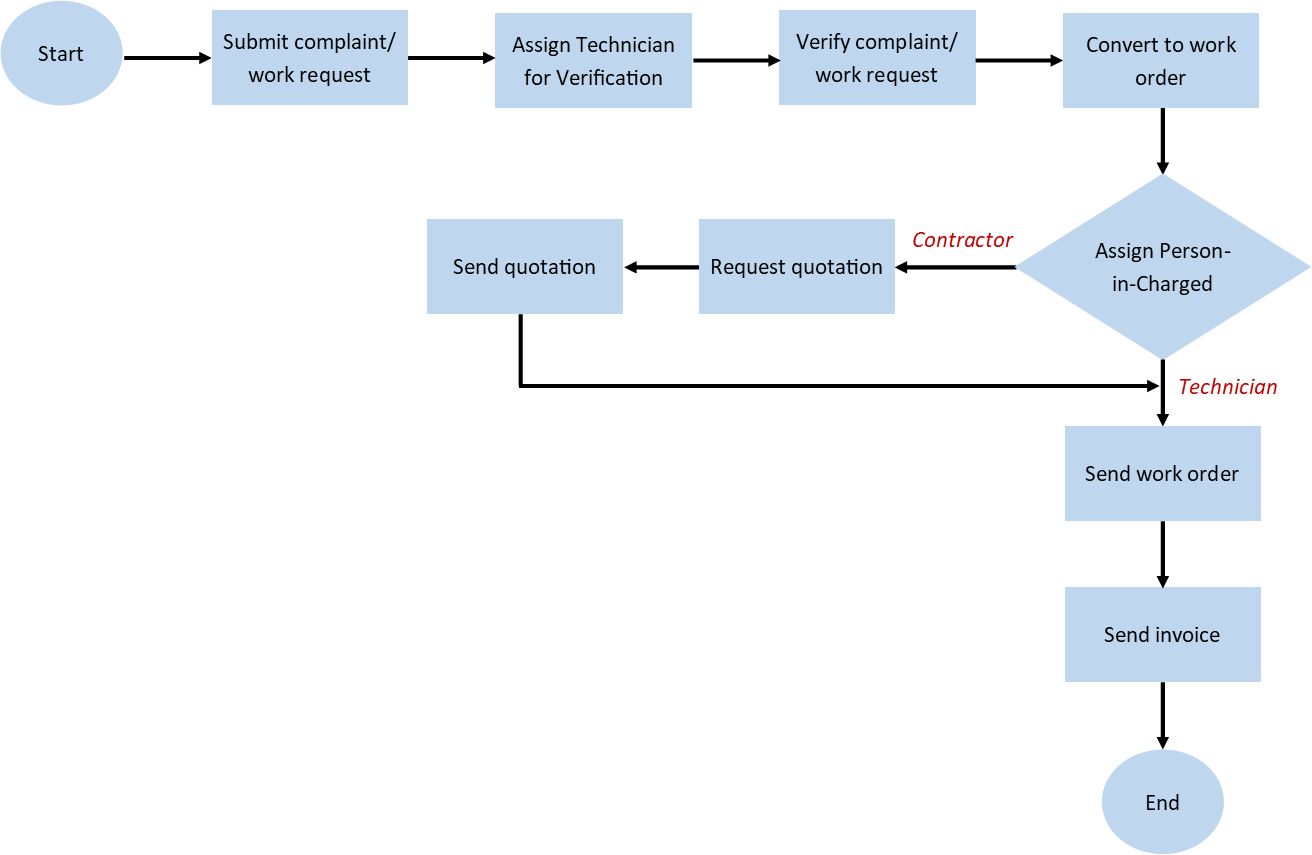 Start
Submit complaint/
work request
Assign Technician
for Verification
Verify complaint/
work request
Convert to work
order
Send quotation
Request quotation
Contractor
Assign Person-
in-Charged
Technician
Send work order
Send invoice
End